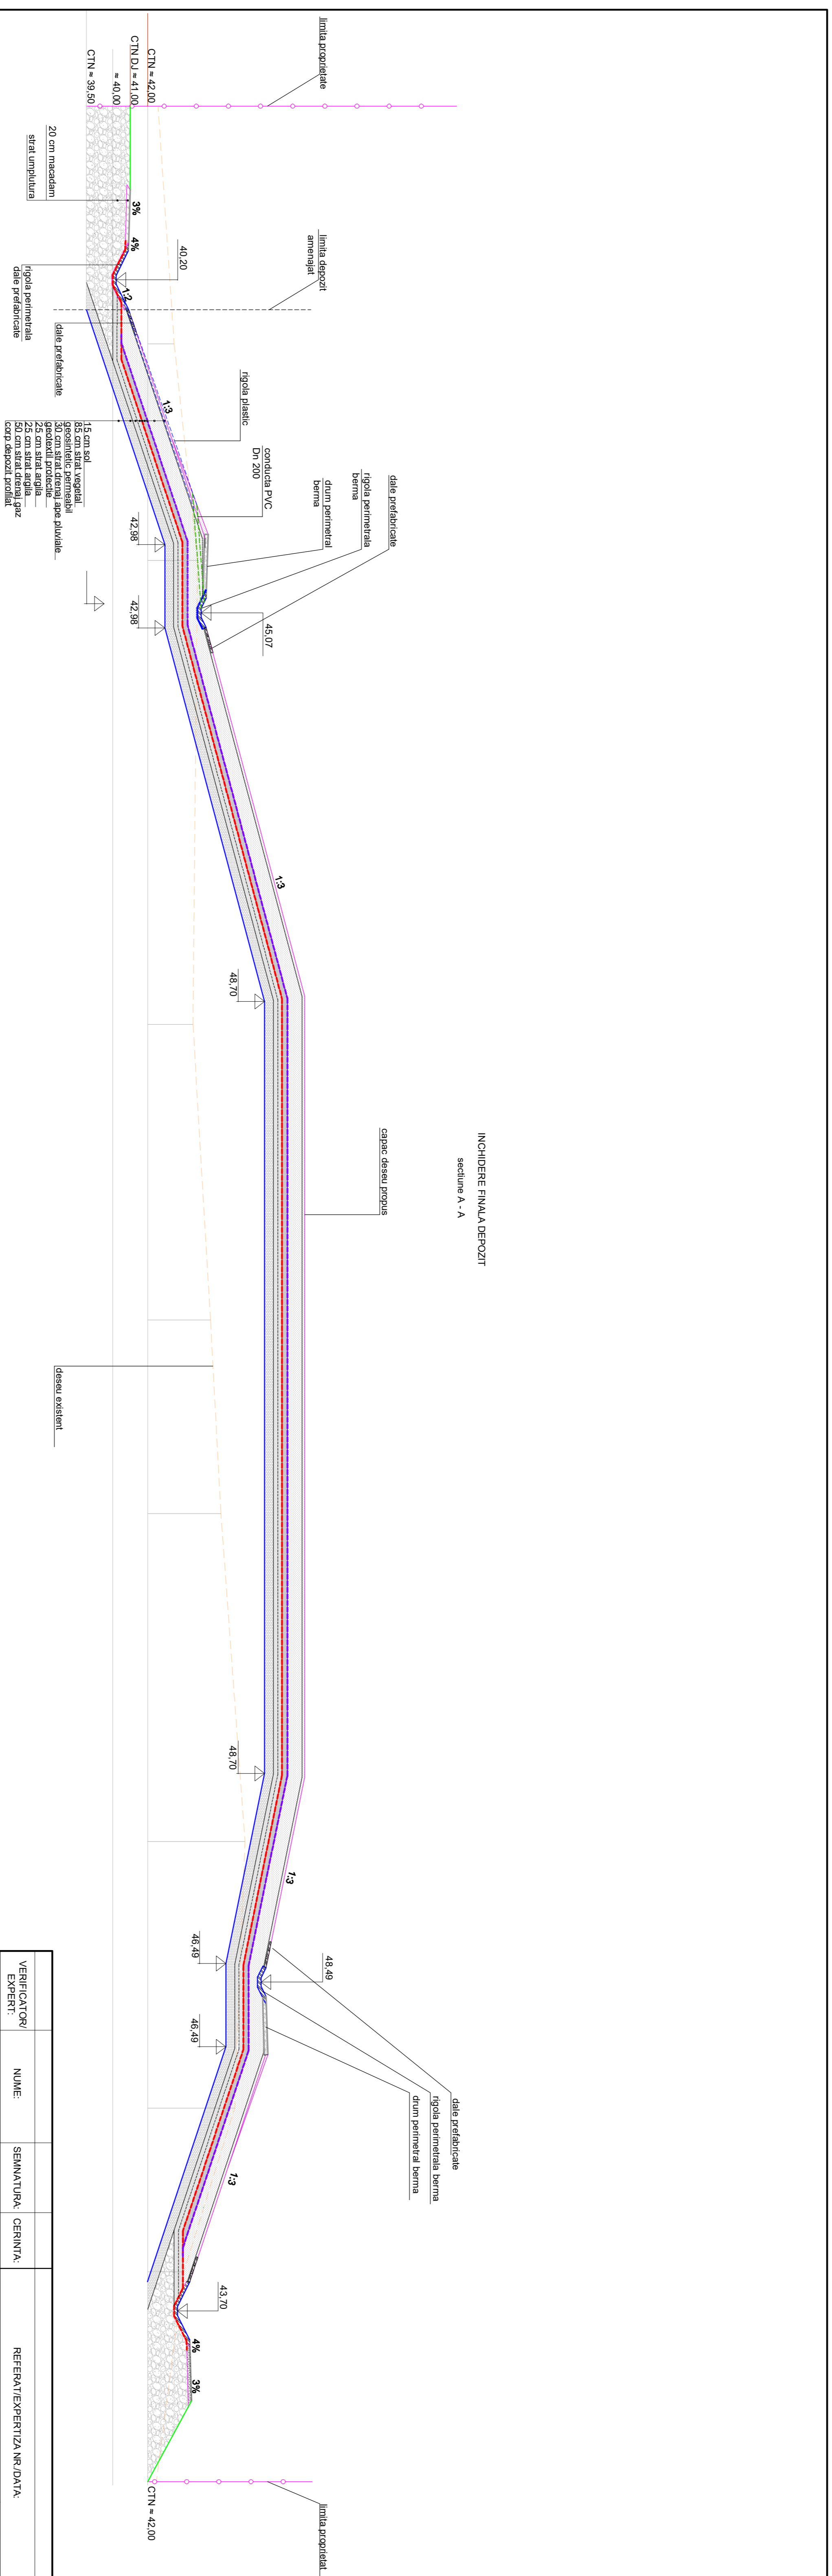 INCHIDERE FINALA DEPOZIT
sectiune A - A
limita proprietate
limita depozit
amenajat
40,20
rigola plastic
conducta PVC
Dn 200
drum perimetral
berma
rigola perimetrala
berma
dale prefabricate
45,07
CTN ≈ 42,00
CTN DJ ≈ 41,00
≈ 40,00
CTN ≈ 39,50
3%
4%
1:2
1:3
20 cm macadam
strat umplutura
rigola perimetrala
dale prefabricate
dale prefabricate
15 cm sol
85 cm strat vegetal
geosintetic permeabil
30 cm strat drenaj ape pluviale
geotextil protectie
25 cm strat argila
25 cm strat argila
50 cm strat drenaj gaz
corp depozit profilat
42,98
42,98
1:3
48,70
capac deseu propus
deseu existent
48,70
1:3
46,49
46,49
48,49
dale prefabricate
rigola perimetrala berma
drum perimetral berma
1:3
43,70
4%
3%
CTN ≈ 42,00
limita proprietat
VERIFICATOR/
EXPERT:
NUME:
SEMNATURA:
CERINTA:
REFERAT/EXPERTIZA NR./DATA: